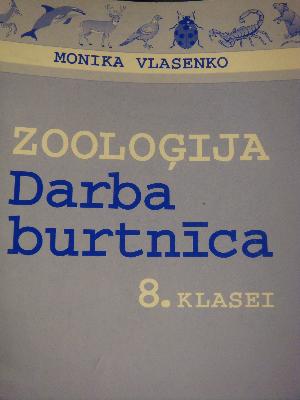 MONIKA VLASENKO
ZOOLOĢIJA
Darba
burtnīca
8. KLASEI